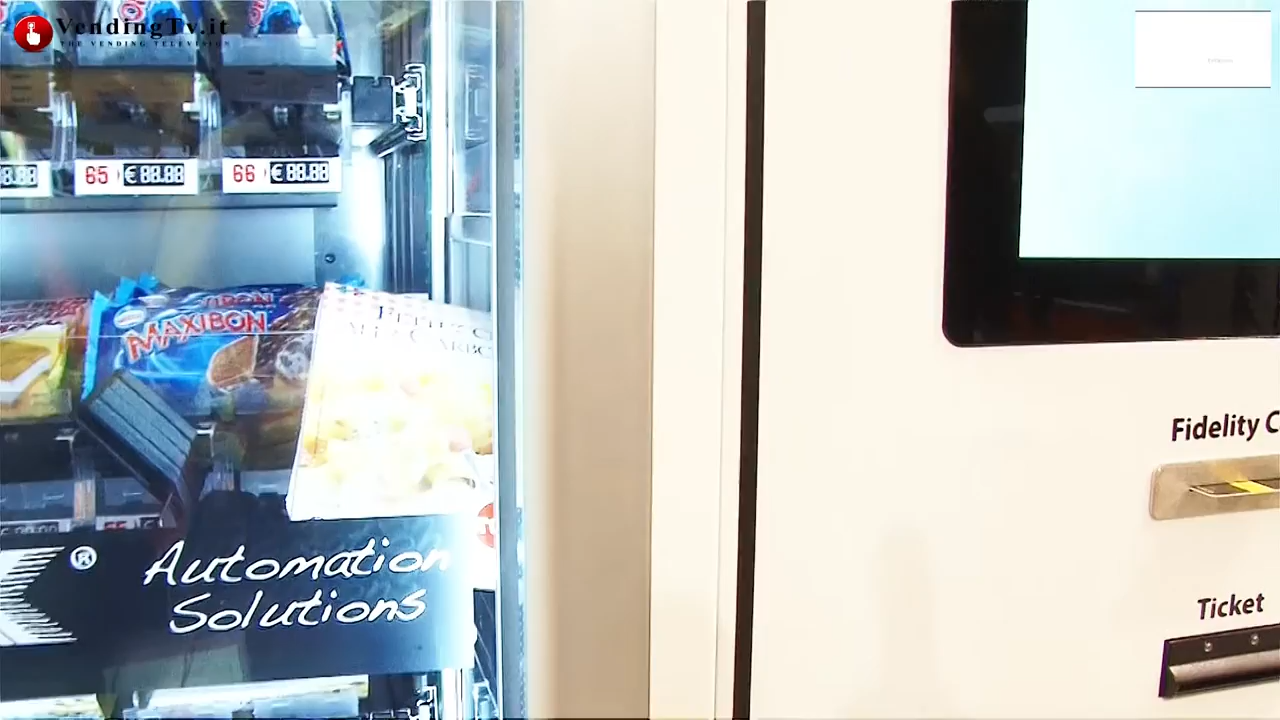 VendingTv.it
THE VENDING TELEVISION
65 €88.88
66 €88.88
MAXIBON
Fidelity C
®
Automation
Solutions
Ticket